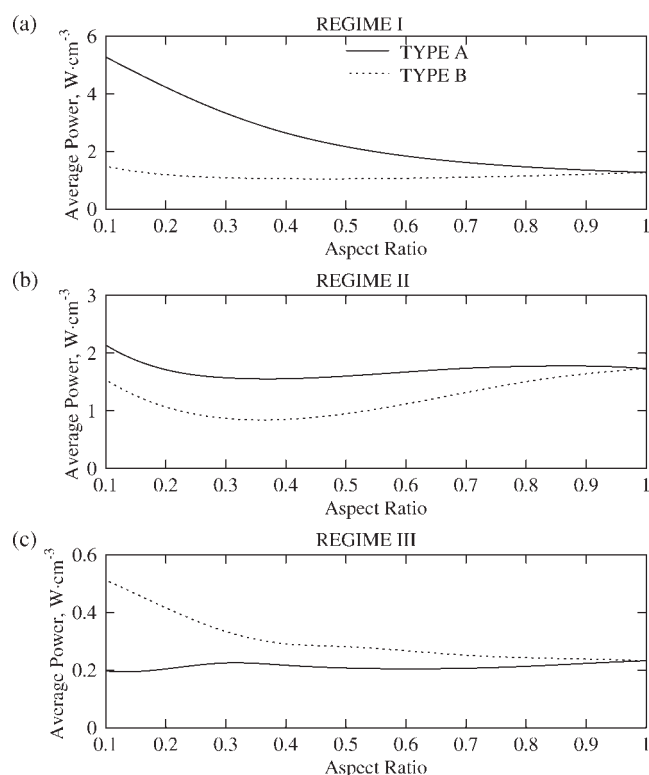 (a) REGIME I
Average Power, W·cm-3
6
4
2
0
TYPE A
TYPE B
0.1 0.2 0.3 0.4 0.5 0.6 0.7 0.8 0.9 1
Aspect Ratio
(b) REGIME II
Average Power, W·cm-3
3
2
1
0
0.1 0.2 0.3 0.4 0.5 0.6 0.7 0.8 0.9 1
Aspect Ratio
(c) REGIME III
Average Power, W·cm-3
0.6
0.4
0.2
0
0.1 0.2 0.3 0.4 0.5 0.6 0.7 0.8 0.9 1
Aspect Ratio